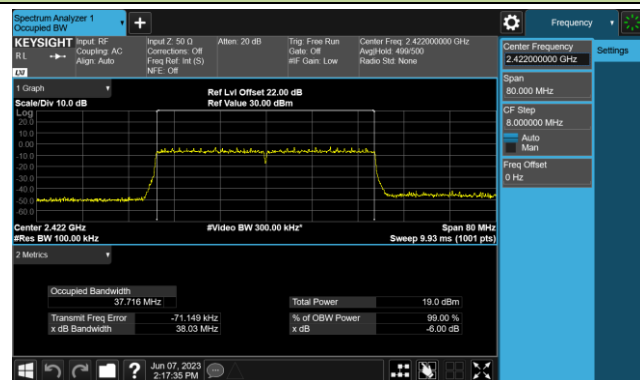 Spectrum Analyzer 1
Occupied BW
Frequency
KEYSIGHT
Input: RF
Input Z: 50 Ω
Atten: 20 dB
Trig: Free Run
Center Freq: 2.422000000 GHz
RL
Coupling: AC
Corrections: Off
Gate: Off
Avg|Hold: 499/500
Align: Auto
Freq Ref: Int (S)
#IF Gain: Low
Radio Std: None
NFE: Off
LXI
Center Frequency
2.422000000 GHz
Settings
Span
80.000 MHz
CF Step
8.000000 MHz
Auto
Man
Freq Offset
0 Hz
1 Graph
Ref Lvl Offset 22.00 dB
Scale/Div 10.0 dB
Ref Value 30.00 dBm
Log
20.0
10.0
0.00
-10.0
-20.0
-30.0
-40.0
-50.0
-60.0
Center 2.422 GHz
#Video BW 300.00 kHz*
Span 80 MHz
#Res BW 100.00 kHz
Sweep 9.93 ms (1001 pts)
2 Metrics
Occupied Bandwidth
37.716 MHz
Total Power
19.0 dBm
Transmit Freq Error
-71.149 kHz
% of OBW Power
99.00 %
x dB Bandwidth
38.03 MHz
x dB
-6.00 dB
?
Jun 07, 2023
2:17:35 PM